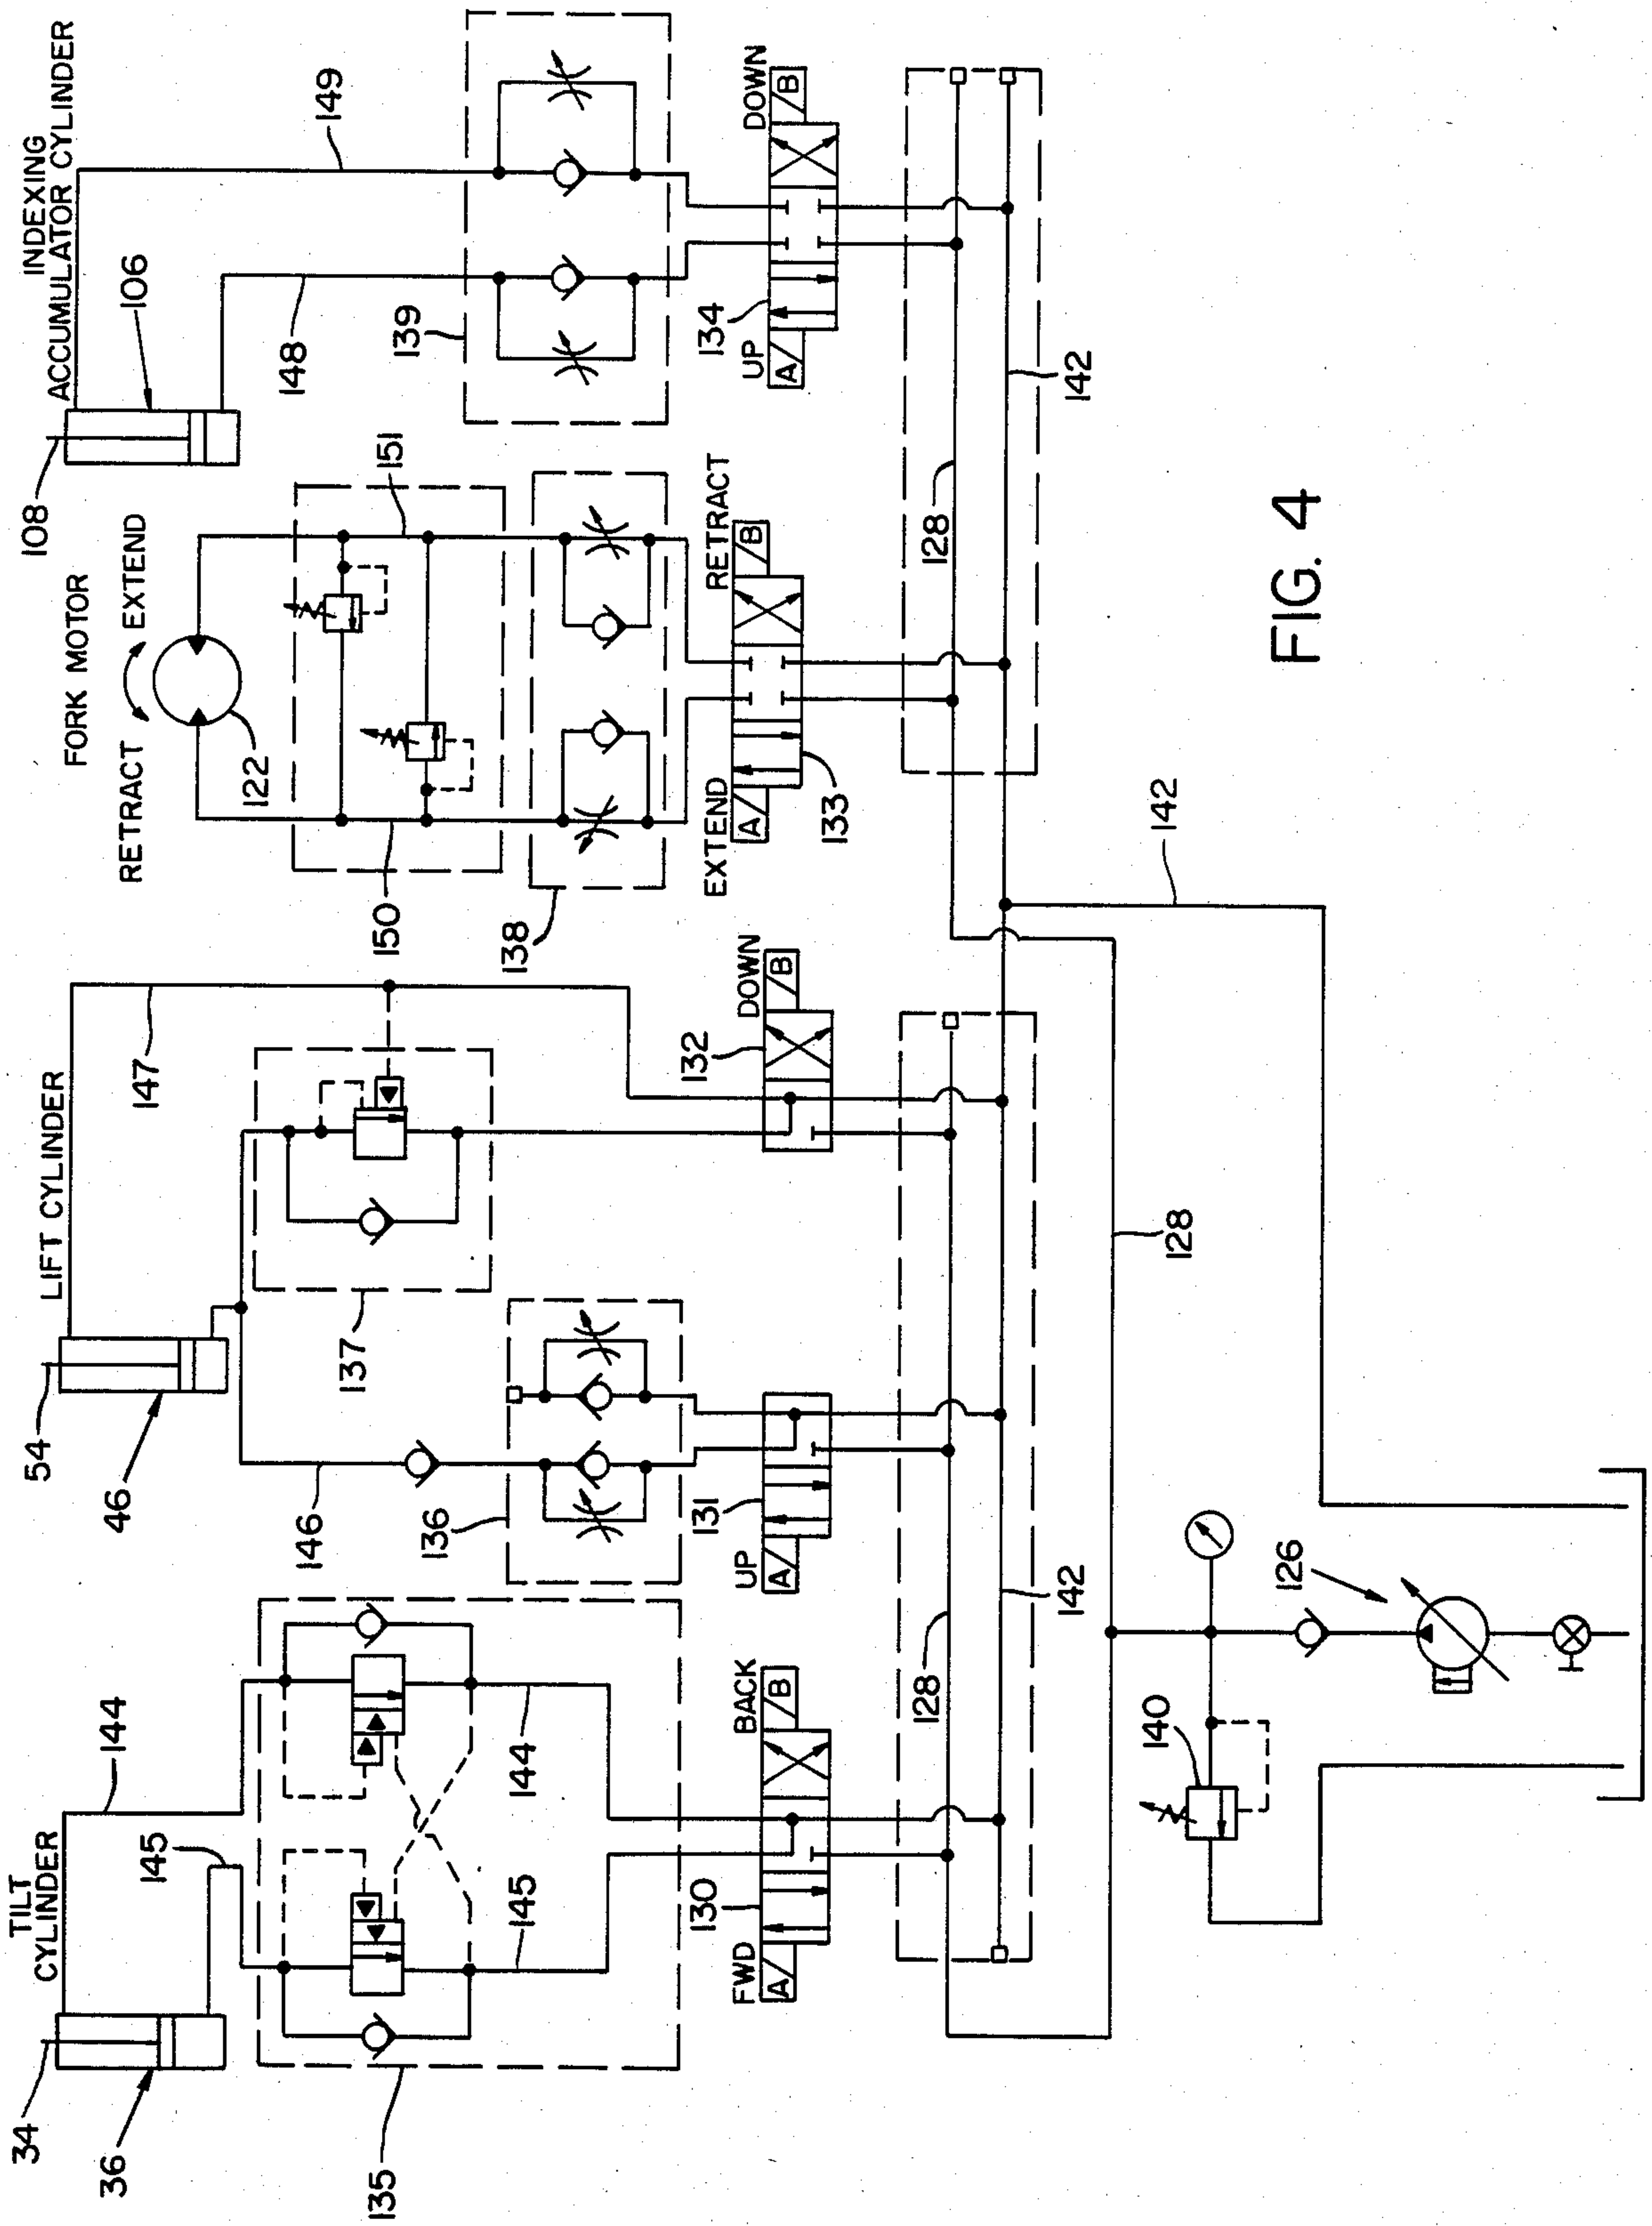 TILT
CYLINDER
34
36
144
145
135
144
145
FWD
A
130
BACK
B
LIFT CYLINDER
54
46
146
147
136
137
UP
A
131
132
DOWN
B
FORK MOTOR
RETRACT
EXTEND
122
150
151
138
EXTEND
A
133
RETRACT
B
INDEXING
ACCUMULATOR CYLINDER
108
106
148
149
139
UP
A
134
DOWN
B
128
142
128
142
128
142
140
126
FIG. 4